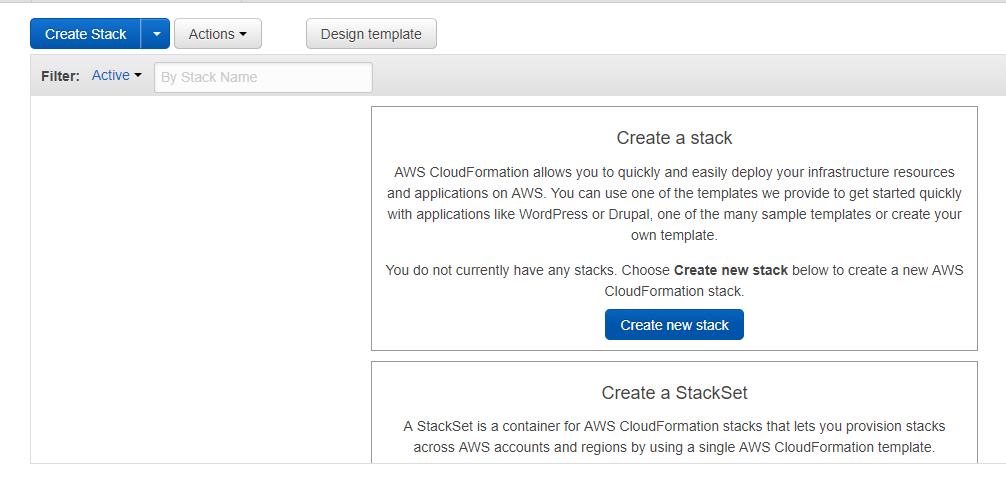 Create Stack Actions Design template
Filter: Active By Stack Name
Create a stack
AWS CloudFormation allows you to quickly and easily deploy your infrastructure resources
and applications on AWS. You can use one of the templates we provide to get started quickly
with applications like WordPress or Drupal, one of the many sample templates or create your
own template.
You do not currently have any stacks. Choose Create new stack below to create a new AWS
CloudFormation stack.
Create new stack
Create a StackSet
A StackSet is a container for AWS CloudFormation stacks that lets you provision stacks
across AWS accounts and regions by using a single AWS CloudFormation template.